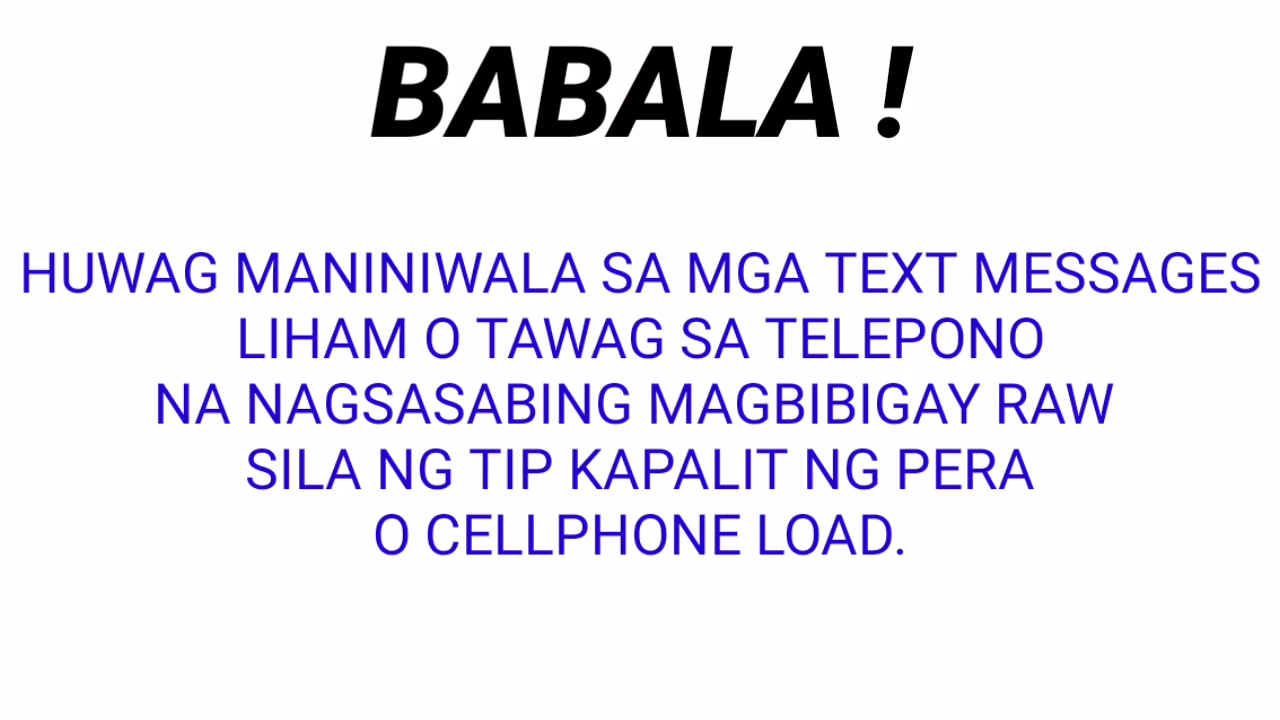 BABALA !
HUWAG MANINIWALA SA MGA TEXT MESSAGES
LIHAM O TAWAG SA TELEPONO
NA NAGSASABING MAGBIBIGAY RAW
SILA NG TIP KAPALIT NG PERA
O CELLPHONE LOAD.